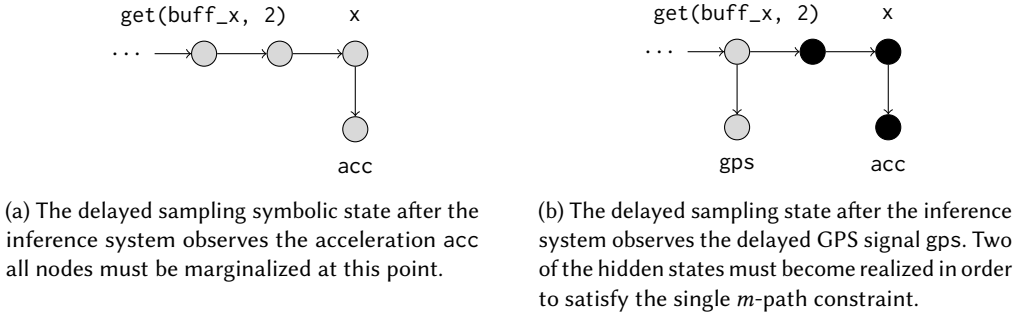 get(buff_x, 2) x
...
acc
(a) The delayed sampling symbolic state after the
inference system observes the acceleration acc
all nodes must be marginalized at this point.
get(buff_x, 2) x
...
gps acc
(b) The delayed sampling state after the inference
system observes the delayed GPS signal gps. Two
of the hidden states must become realized in order
to satisfy the single m-path constraint.